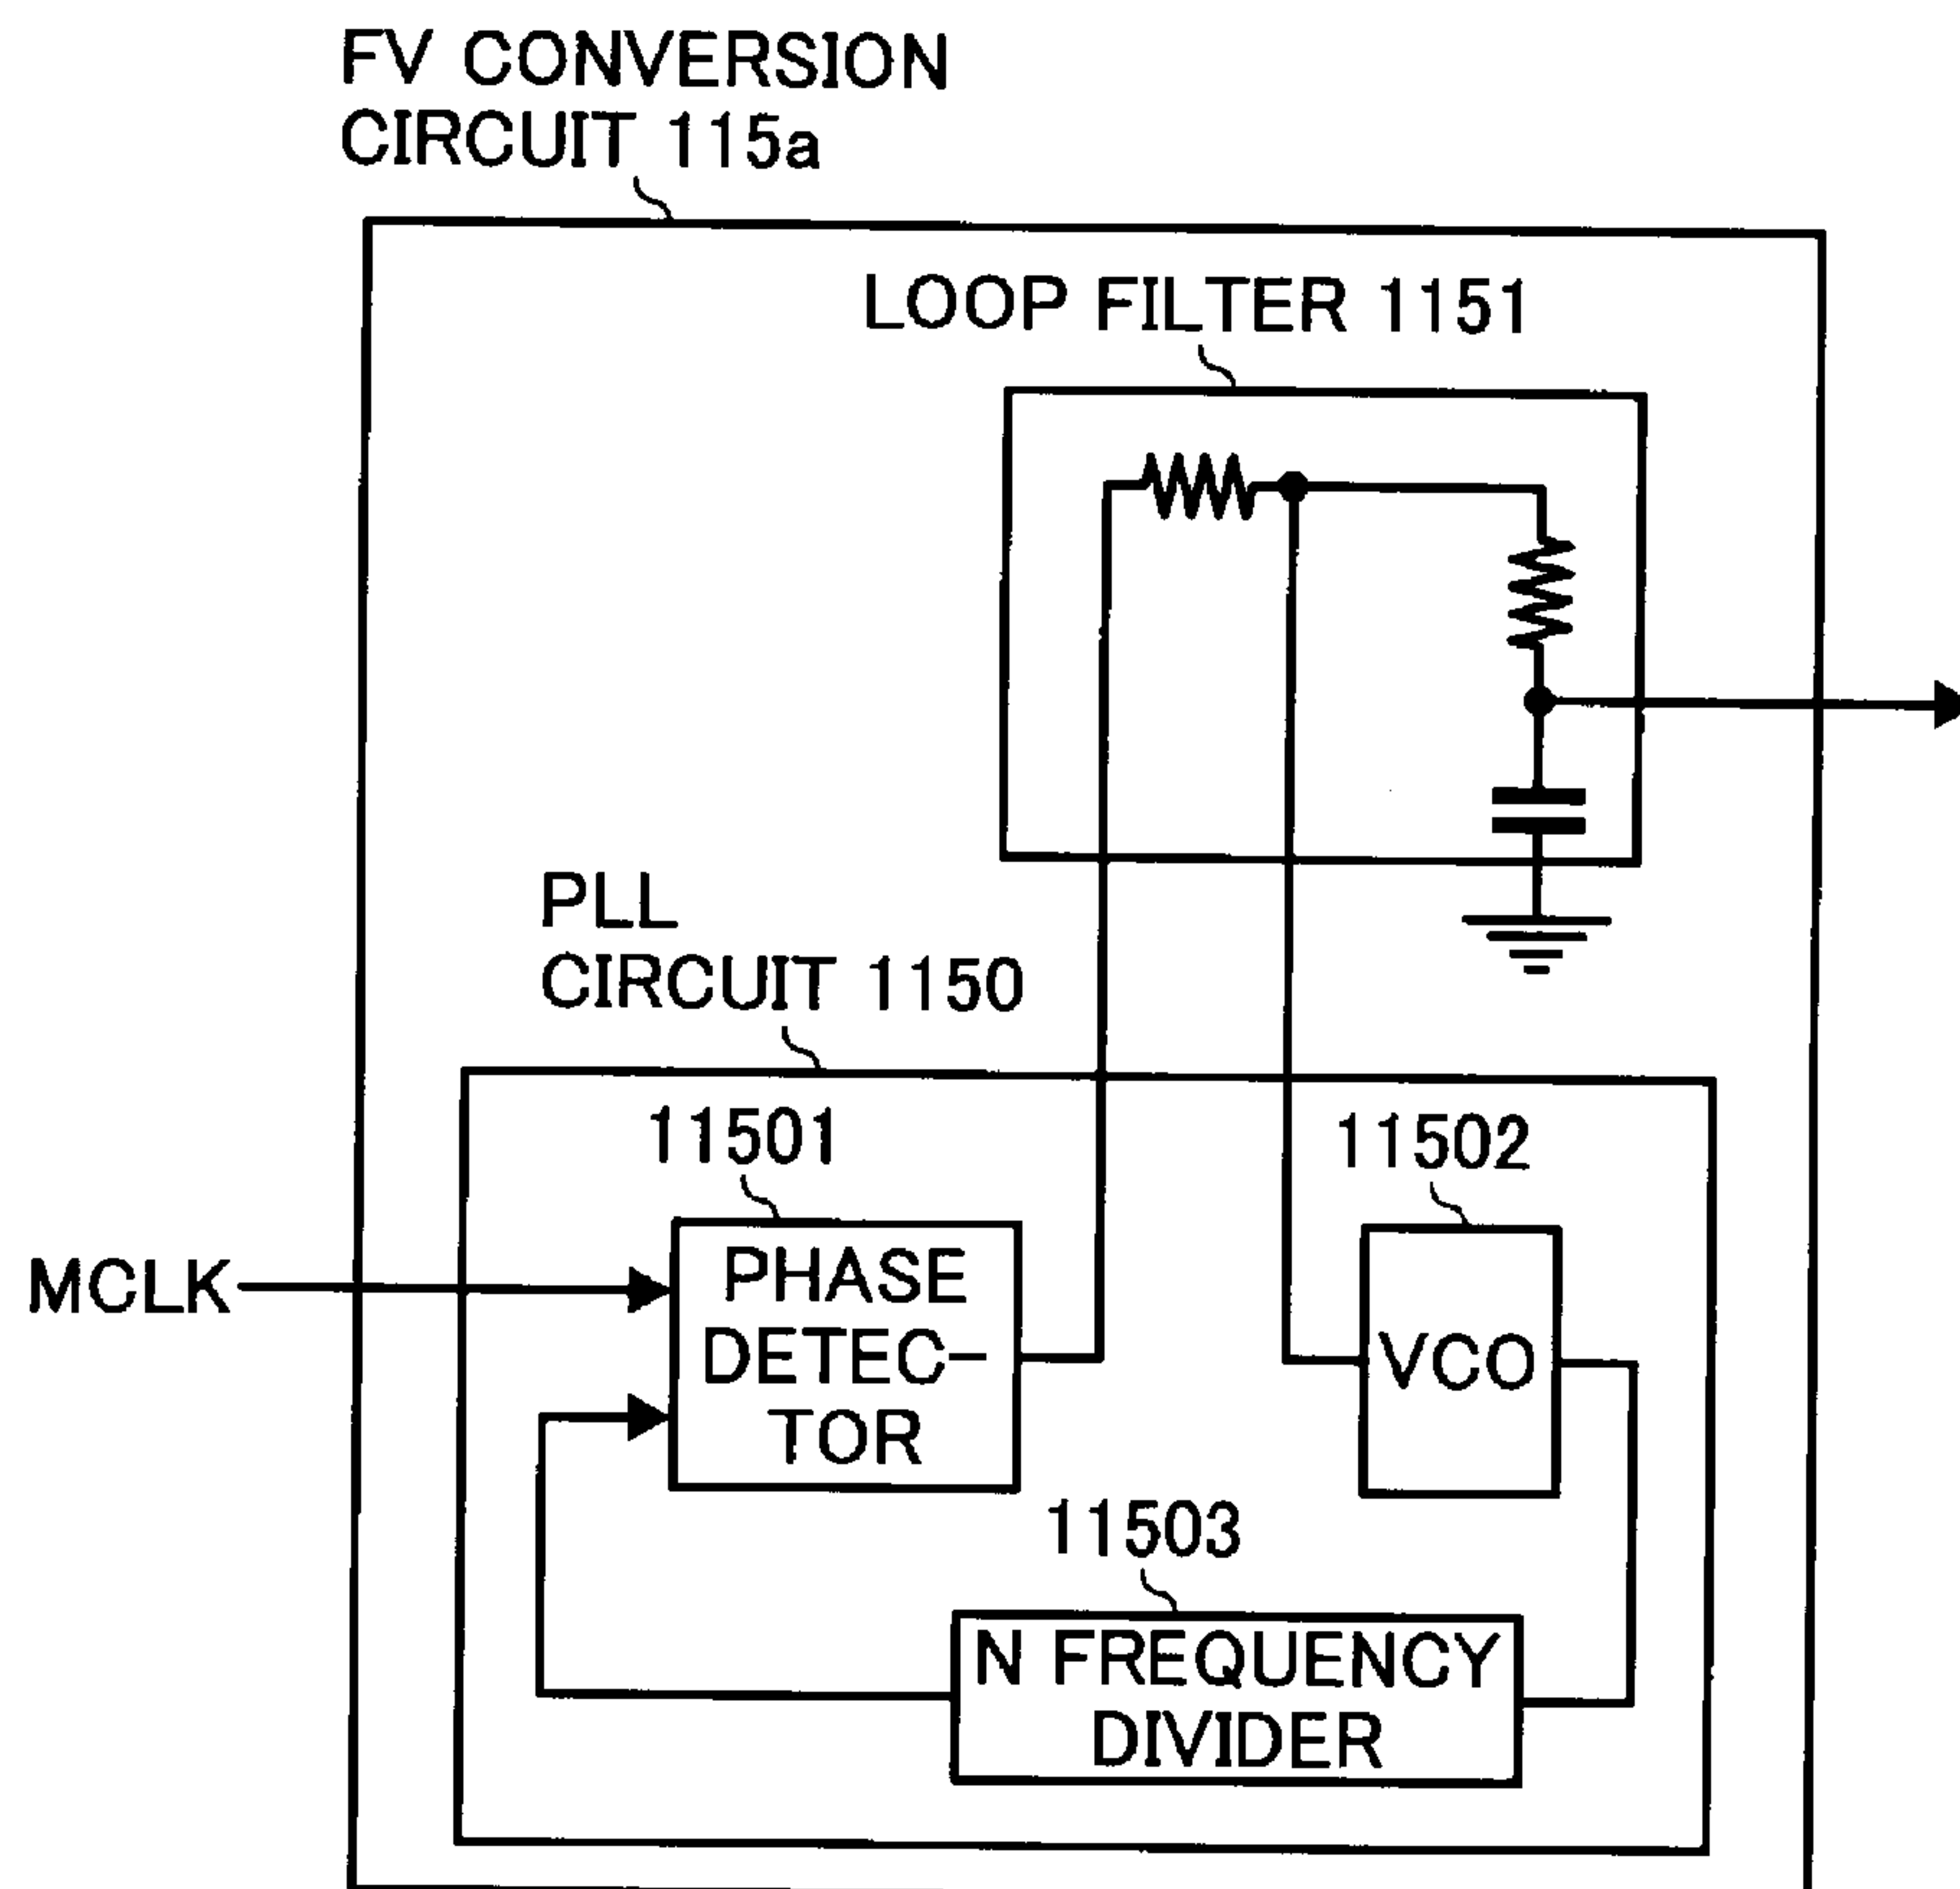 FV CONVERSION
CIRCUIT 115a
LOOP FILTER 1151
PLL
CIRCUIT 1150
11501
11502
MCLK
PHASE
DETEC-
TOR
VCO
11503
N FREQUENCY
DIVIDER